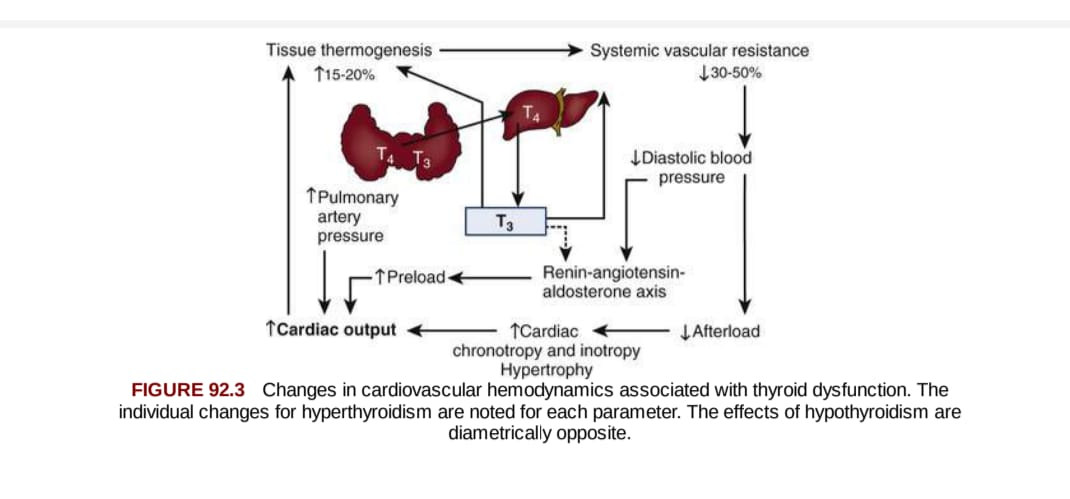 Tissue thermogenesis
↑15-20%
Systemic vascular resistance
↓30-50%
T4
T4 T3
↓Diastolic blood
pressure
↑Pulmonary
artery
pressure
T3
↑Preload
Renin-angiotensin-
aldosterone axis
↑Cardiac output
↑Cardiac
chronotropy and inotropy
Hypertrophy
↓Afterload
FIGURE 92.3 Changes in cardiovascular hemodynamics associated with thyroid dysfunction. The
individual changes for hyperthyroidism are noted for each parameter. The effects of hypothyroidism are
diametrically opposite.